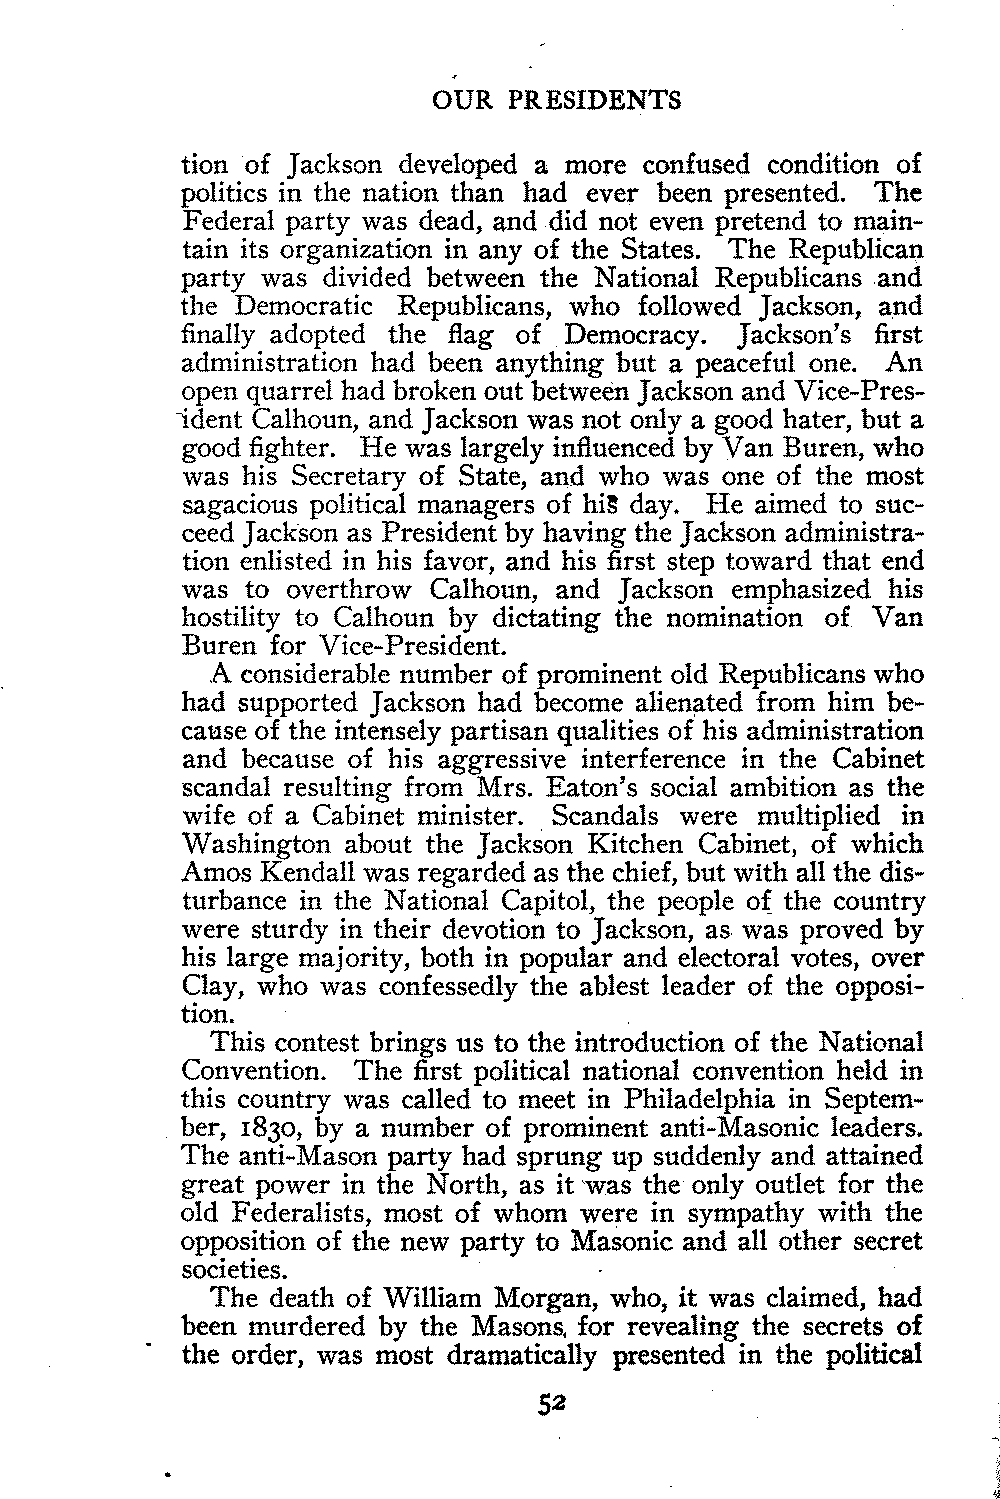 OUR PRESIDENTS
tion of Jackson developed a more confused condition of
politics in the nation than had ever been presented. The
Federal party was dead, and did not even pretend to main-
tain its organization in any of the States. The Republican
party was divided between the National Republicans and
the Democratic Republicans, who followed Jackson, and
finally adopted the flag of Democracy. Jackson's first
administration had been anything but a peaceful one. An
open quarrel had broken out between Jackson and Vice-Pres-
ident Calhoun, and Jackson was not only a good hater, but a
good fighter. He was largely influenced by Van Buren, who
was his Secretary of State, and who was one of the most
sagacious political managers of his day. He aimed to suc-
ceed Jackson as President by having the Jackson administra-
tion enlisted in his favor, and his first step toward that end
was to overthrow Calhoun, and Jackson emphasized his
hostility to Calhoun by dictating the nomination of Van
Buren for Vice-President.
A considerable number of prominent old Republicans who
had supported Jackson had become alienated from him be-
cause of the intensely partisan qualities of his administration
and because of his aggressive interference in the Cabinet
scandal resulting from Mrs. Eaton's social ambition as the
wife of a Cabinet minister. Scandals were multiplied in
Washington about the Jackson Kitchen Cabinet, of which
Amos Kendall was regarded as the chief, but with all the dis-
turbance in the National Capitol, the people of the country
were sturdy in their devotion to Jackson, as was proved by
his large majority, both in popular and electoral votes, over
Clay, who was confessedly the ablest leader of the opposi-
tion.
This contest brings us to the introduction of the National
Convention. The first political national convention held in
this country was called to meet in Philadelphia in Septem-
ber, 1830, by a number of prominent anti-Masonic leaders.
The anti-Mason party had sprung up suddenly and attained
great power in the North, as it was the only outlet for the
old Federalists, most of whom were in sympathy with the
opposition of the new party to Masonic and all other secret
societies.
The death of William Morgan, who, it was claimed, had
been murdered by the Masons, for revealing the secrets of
the order, was most dramatically presented in the political
52